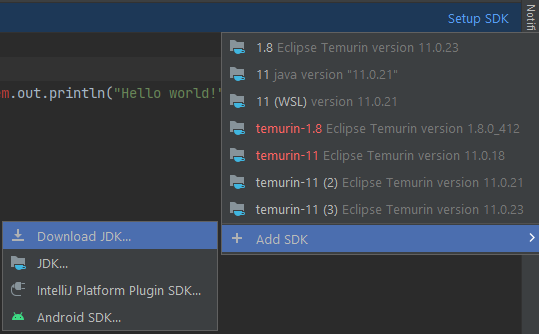 Setup SDK
Notifi
1.8 Eclipse Temurin version 11.0.23
11 java version "11.0.21"
m.out.println("Hello world!"
11 (WSL) version 11.0.21
temurin-1.8 Eclipse Temurin version 1.8.0_412
temurin-11 Eclipse Temurin version 11.0.18
temurin-11 (2) Eclipse Temurin version 11.0.21
temurin-11 (3) Eclipse Temurin version 11.0.23
Add SDK
Download JDK...
JDK...
IntelliJ Platform Plugin SDK...
Android SDK...